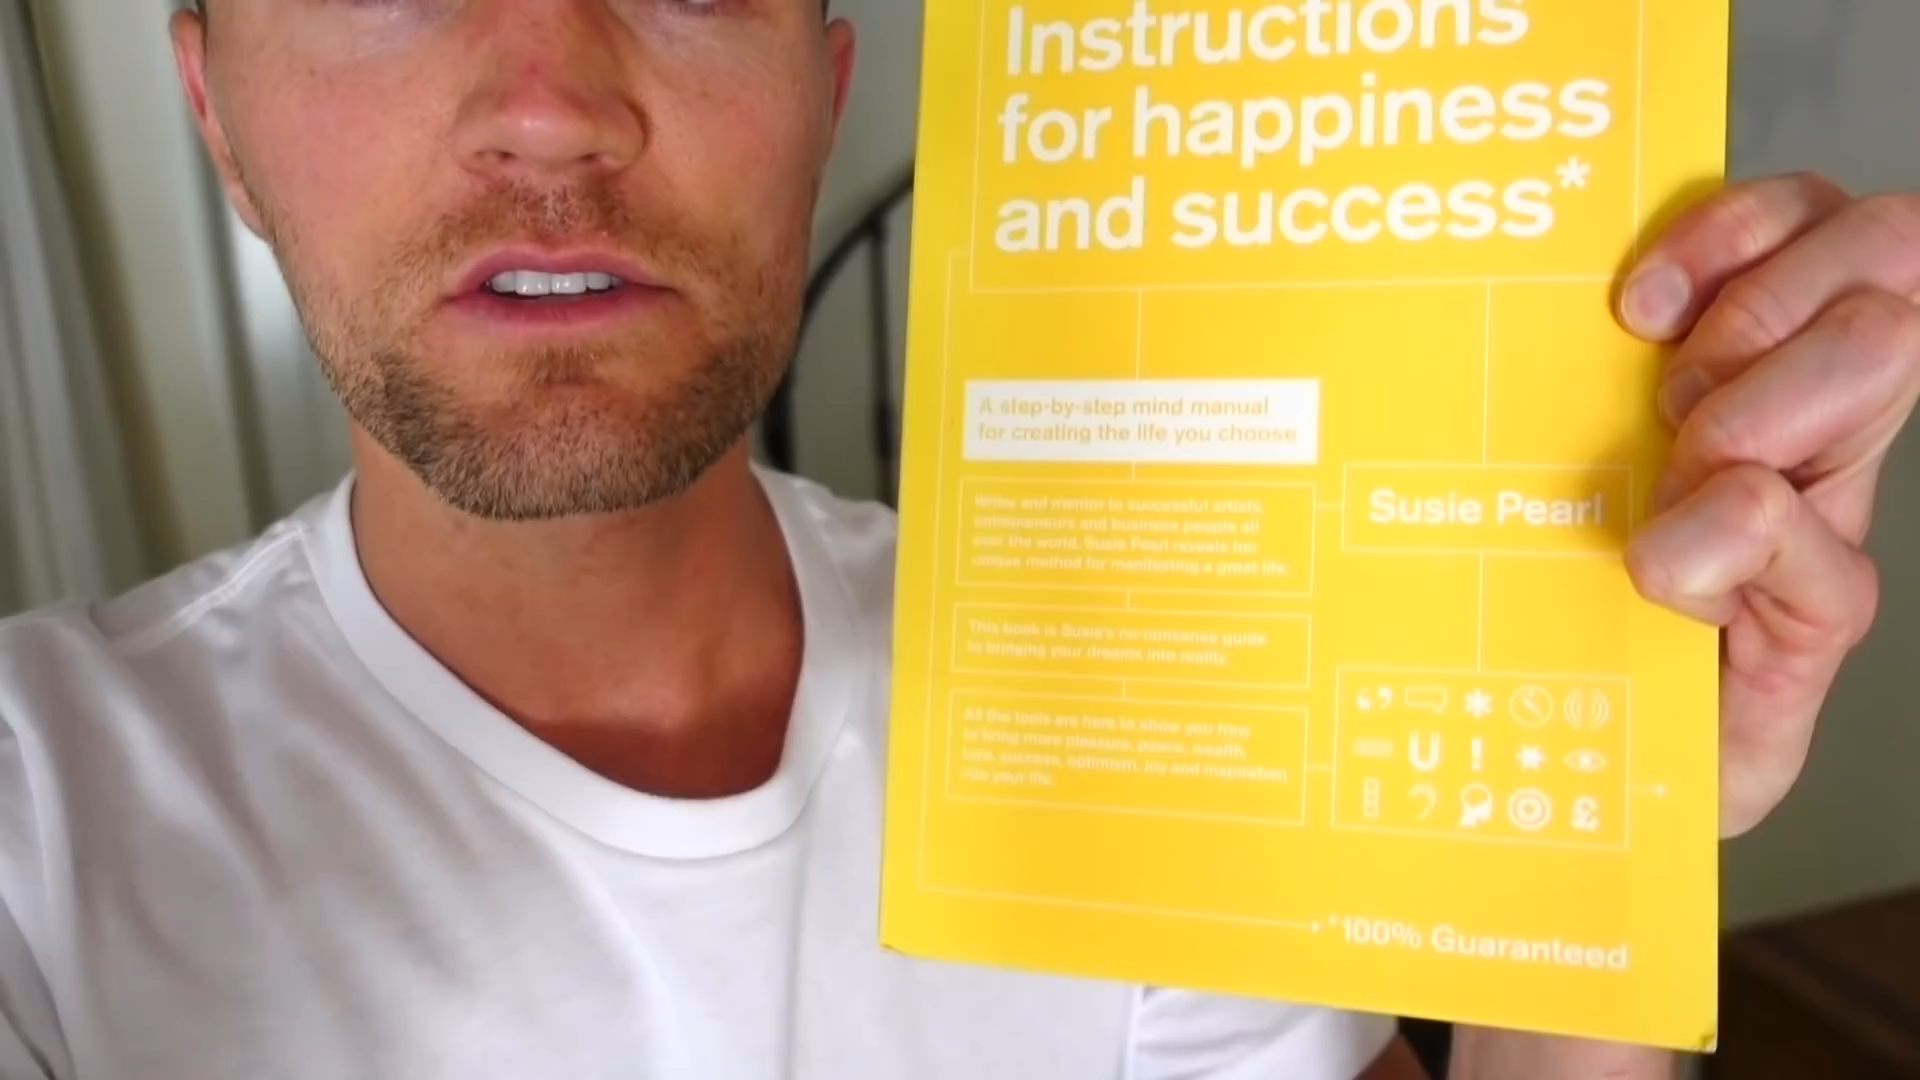 Instructions
for happiness
and success*
A step-by-step mind manual
for creating the life you choose
Writer and mentor to successful artists,
entrepreneurs and business people all
over the world, Susie Pearl reveals her
unique method for manifesting a great life.
This book is Susie's no-nonsense guide
to bringing your dreams into reality.
All the tools are here to show you how
to bring more pleasure, peace, wealth,
love, success, optimism, joy and inspiration
into your life.
Susie Pearl
*100% Guaranteed